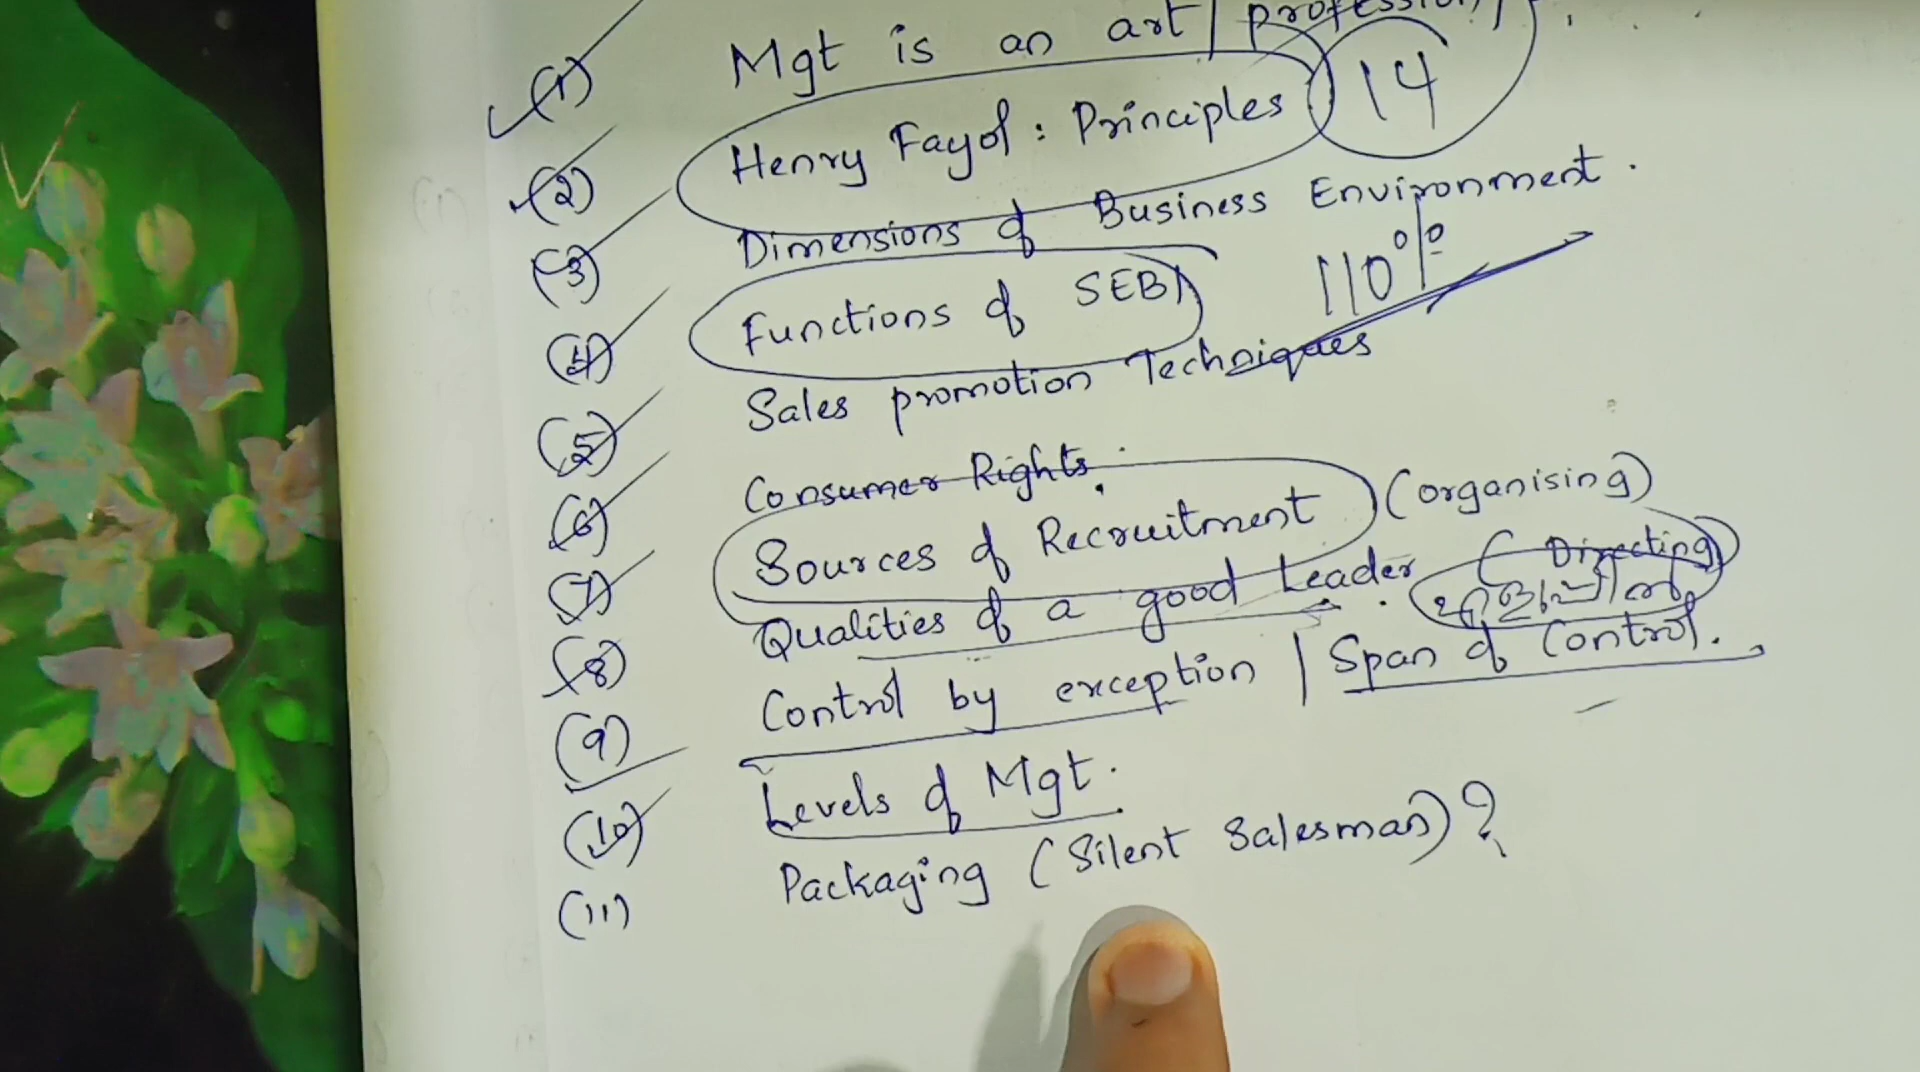 (1) Mgt is an art / profession /
(2) Henry Fayol : Principles 14
(3) Dimensions of Business Environment.
(4) Functions of SEBI 110%
(5) Sales promotion Techniques
(6) Consumer Rights.
(7) Sources of Recruitment (organising)
(8) Qualities of a good Leader (Directing)
(9) Control by exception / Span of Control.
(10) Levels of Mgt.
(11) Packaging (Silent Salesman)?